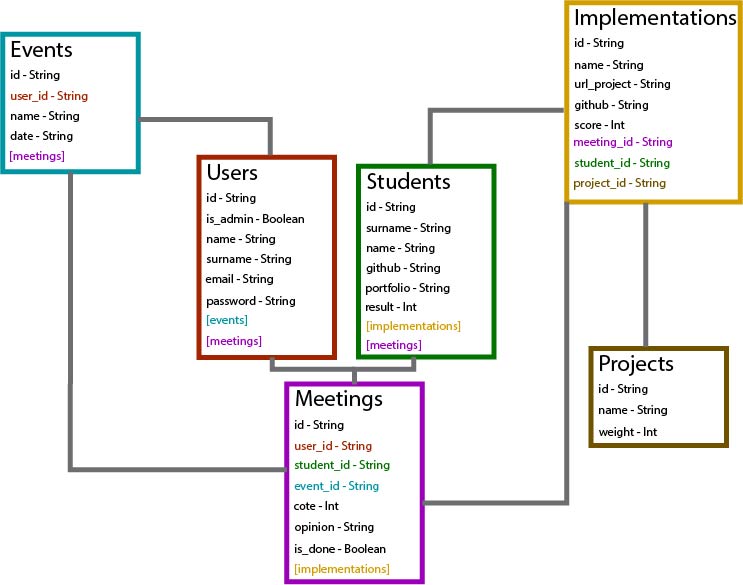 Events
id - String
user_id - String
name - String
date - String
[meetings]
Users
id - String
is_admin - Boolean
name - String
surname - String
email - String
password - String
[events]
[meetings]
Students
id - String
surname - String
name - String
github - String
portfolio - String
result - Int
[implementations]
[meetings]
Implementations
id - String
name - String
url_project - String
github - String
score - Int
meeting_id - String
student_id - String
project_id - String
Projects
id - String
name - String
weight - Int
Meetings
id - String
user_id - String
student_id - String
event_id - String
cote - Int
opinion - String
is_done - Boolean
[implementations]